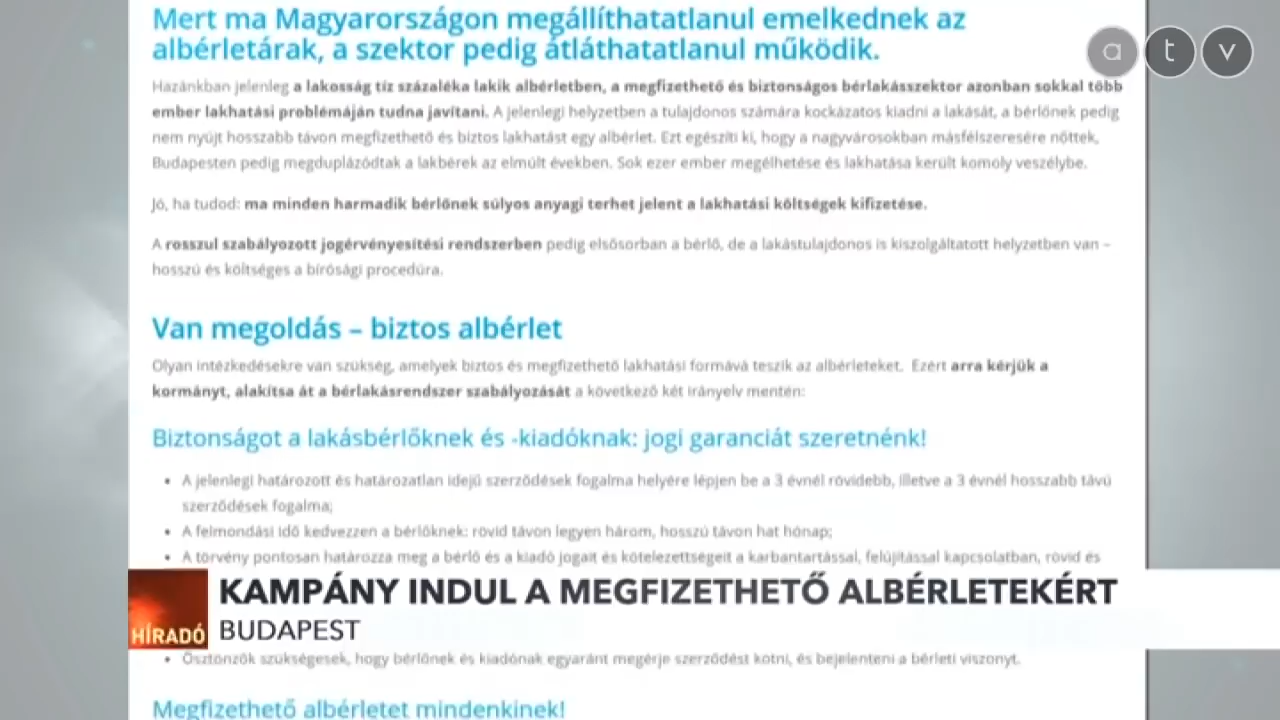 Mert ma Magyarországon megállíthatatlanul emelkednek az
albérletárak, a szektor pedig átláthatatlanul működik.
a t v
Hazánkban jelenleg a lakosság tíz százaléka lakik albérletben, a megfizethető és biztonságos bérlakásszektor azonban sokkal több
ember lakhatási problémáján tudna javítani. A jelenlegi helyzetben a tulajdonos számára kockázatos kiadni a lakását, a bérlőnek pedig
nem nyújt hosszabb távon megfizethető és biztos lakhatást egy albérlet. Ezt egészíti ki, hogy a nagyvárosokban másfélszeresére nőttek,
Budapesten pedig megduplázódtak a lakbérek az elmúlt években. Sok ezer ember megélhetése és lakhatása került komoly veszélybe.
Jó, ha tudod: ma minden harmadik bérlőnek súlyos anyagi terhet jelent a lakhatási költségek kifizetése.
A rosszul szabályozott jogérvényesítési rendszerben pedig elsősorban a bérlő, de a lakástulajdonos is kiszolgáltatott helyzetben van –
hosszú és költséges a bírósági procedúra.
Van megoldás – biztos albérlet
Olyan intézkedésekre van szükség, amelyek biztos és megfizethető lakhatási formává teszik az albérleteket. Ezért arra kérjük a
kormányt, alakítsa át a bérlakásrendszer szabályozását a következő két irányelv mentén:
Biztonságot a lakásbérlőknek és -kiadóknak: jogi garanciát szeretnénk!
• A jelenlegi határozott és határozatlan idejű szerződések fogalma helyére lépjen be a 3 évnél rövidebb, illetve a 3 évnél hosszabb távú
szerződések fogalma;
• A felmondási idő kedvezzen a bérlőknek: rövid távon legyen három, hosszú távon hat hónap;
• A törvény pontosan határozza meg a bérlő és a kiadó jogait és kötelezettségeit a karbantartással, felújítással kapcsolatban, rövid és
KAMPÁNY INDUL A MEGFIZETHETŐ ALBÉRLETEKÉRT
HÍRADÓ BUDAPEST
• Ösztönzők szükségesek, hogy bérlőnek és kiadónak egyaránt megérje szerződést kötni, és bejelenteni a bérleti viszonyt.
Megfizethető albérletet mindenkinek!